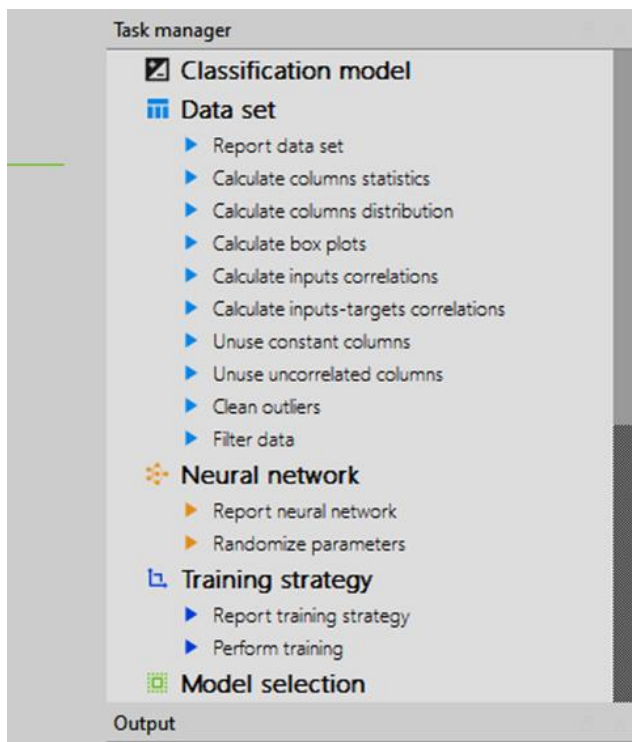 Task manager
Classification model
Data set
Report data set
Calculate columns statistics
Calculate columns distribution
Calculate box plots
Calculate inputs correlations
Calculate inputs-targets correlations
Unuse constant columns
Unuse uncorrelated columns
Clean outliers
Filter data
Neural network
Report neural network
Randomize parameters
Training strategy
Report training strategy
Perform training
Model selection
Output